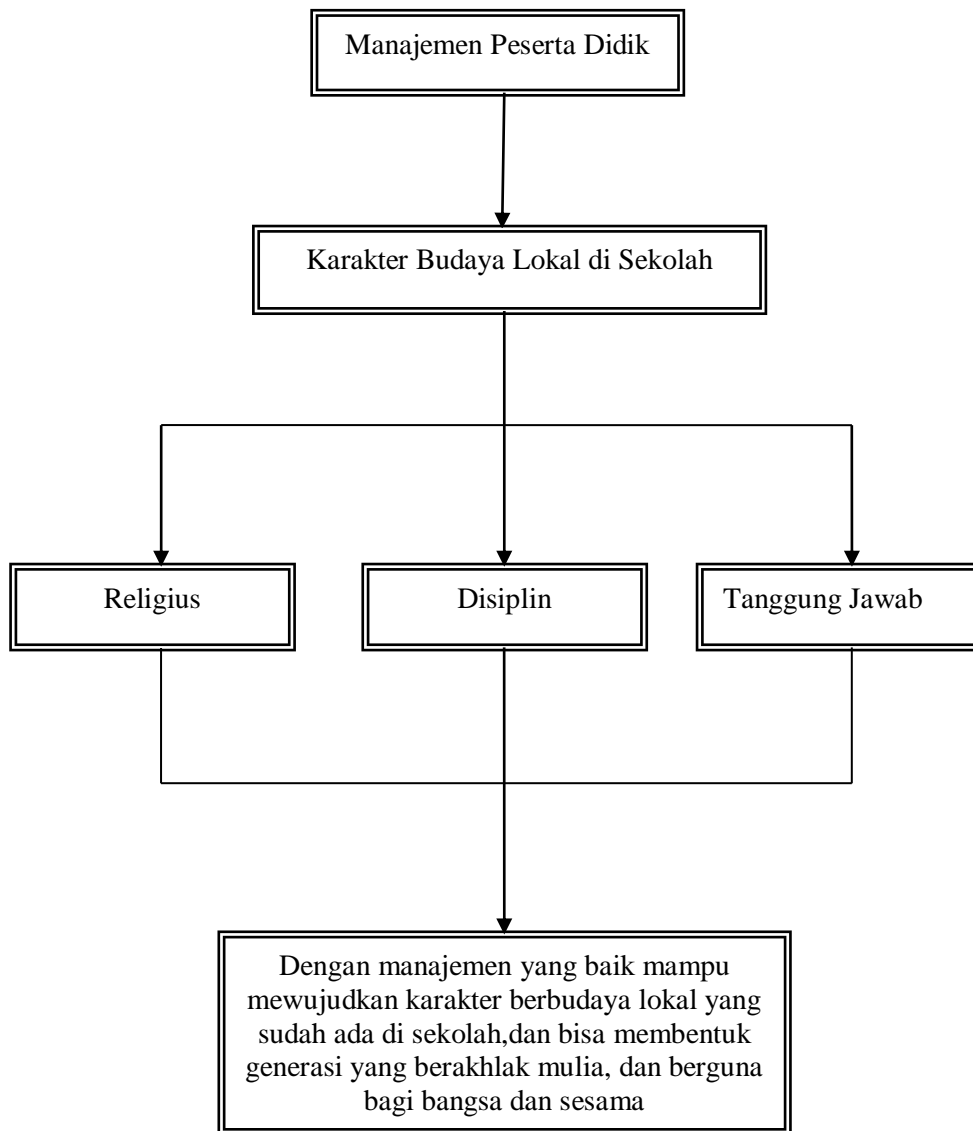 Manajemen Peserta Didik
Karakter Budaya Lokal di Sekolah
Religius
Disiplin
Tanggung Jawab
Dengan manajemen yang baik mampu
mewujudkan karakter berbudaya lokal yang
sudah ada di sekolah,dan bisa membentuk
generasi yang berakhlak mulia, dan berguna
bagi bangsa dan sesama